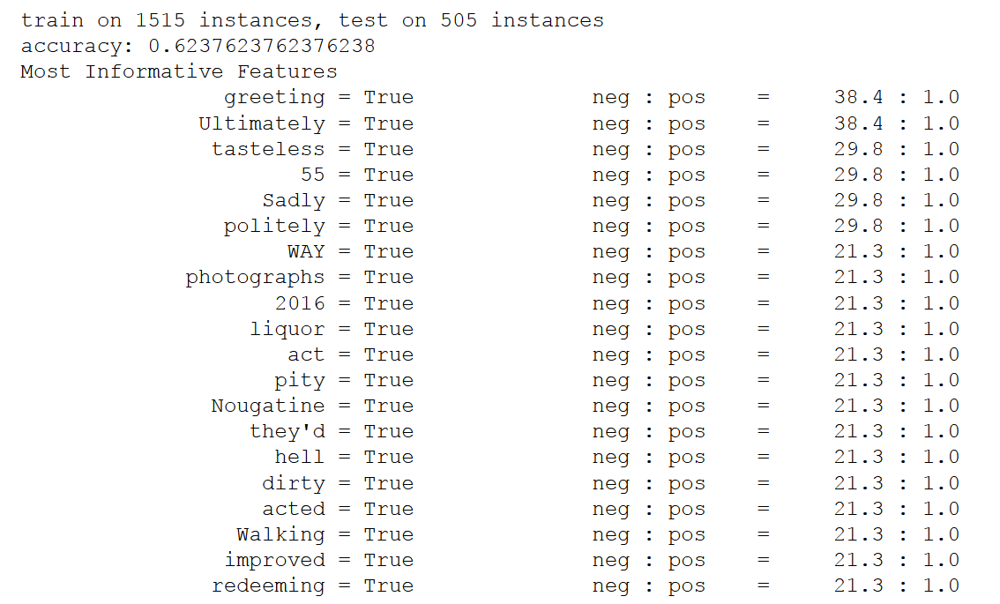 train on 1515 instances, test on 505 instances
accuracy: 0.6237623762376238
Most Informative Features
greeting = True neg : pos = 38.4 : 1.0
Ultimately = True neg : pos = 38.4 : 1.0
tasteless = True neg : pos = 29.8 : 1.0
55 = True neg : pos = 29.8 : 1.0
Sadly = True neg : pos = 29.8 : 1.0
politely = True neg : pos = 29.8 : 1.0
WAY = True neg : pos = 21.3 : 1.0
photographs = True neg : pos = 21.3 : 1.0
2016 = True neg : pos = 21.3 : 1.0
liquor = True neg : pos = 21.3 : 1.0
act = True neg : pos = 21.3 : 1.0
pity = True neg : pos = 21.3 : 1.0
Nougatine = True neg : pos = 21.3 : 1.0
they'd = True neg : pos = 21.3 : 1.0
hell = True neg : pos = 21.3 : 1.0
dirty = True neg : pos = 21.3 : 1.0
acted = True neg : pos = 21.3 : 1.0
Walking = True neg : pos = 21.3 : 1.0
improved = True neg : pos = 21.3 : 1.0
redeeming = True neg : pos = 21.3 : 1.0